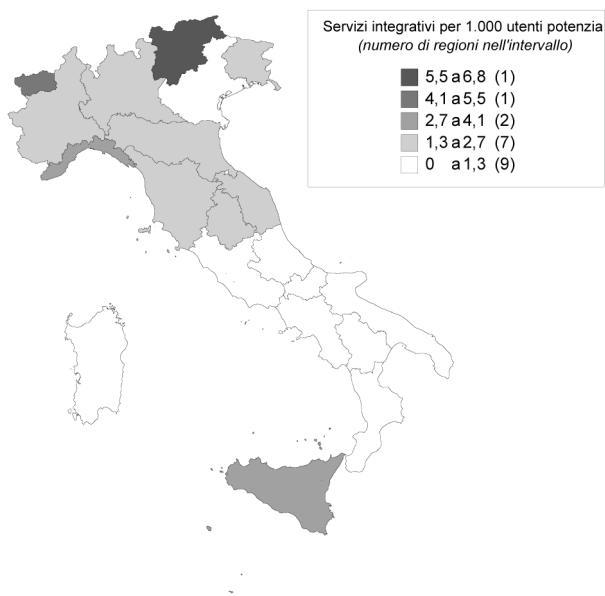 Servizi integrativi per 1.000 utenti potenzia
(numero di regioni nell'intervallo)
5,5 a 6,8 (1)
4,1 a 5,5 (1)
2,7 a 4,1 (2)
1,3 a 2,7 (7)
0 a 1,3 (9)